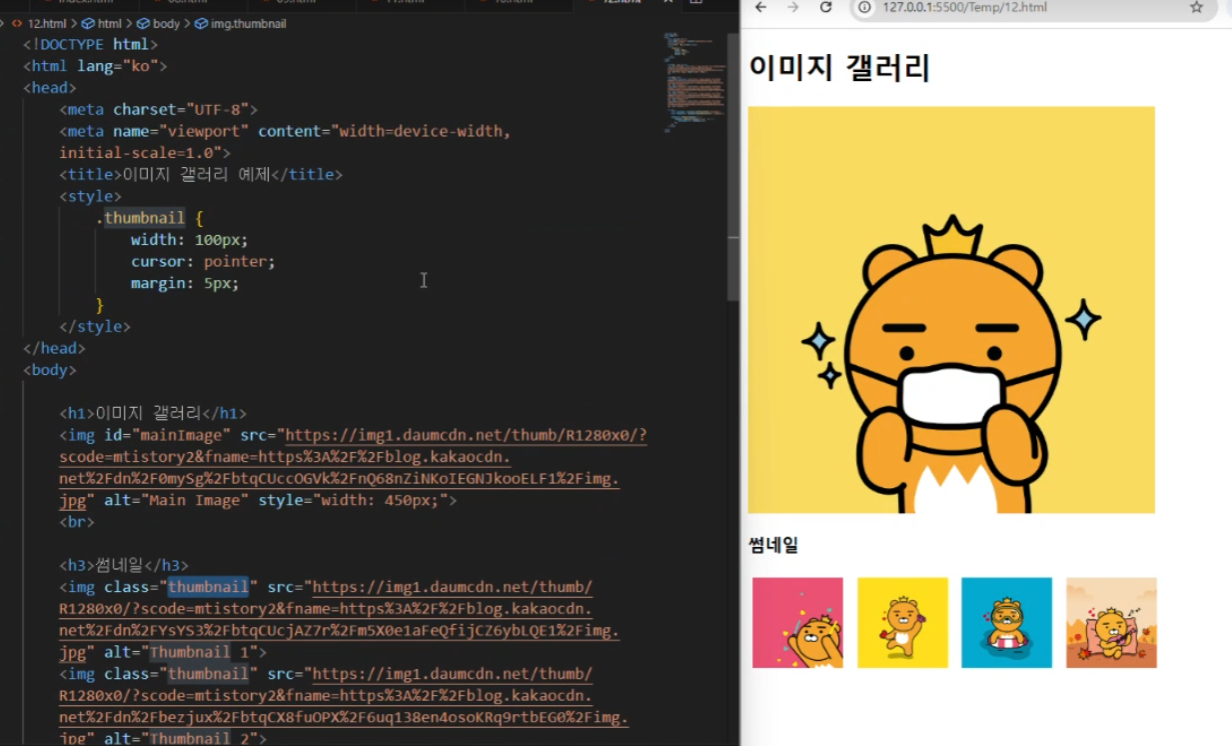 12.html > html > body > img.thumbnail
<!DOCTYPE html>
<html lang="ko">
<head>
<meta charset="UTF-8">
<meta name="viewport" content="width=device-width,
initial-scale=1.0">
<title>이미지 갤러리 예제</title>
<style>
.thumbnail {
width: 100px;
cursor: pointer;
margin: 5px;
}
</style>
</head>
<body>
<h1>이미지 갤러리</h1>
<img id="mainImage" src="https://img1.daumcdn.net/thumb/R1280x0/?
scode=mtistory2&fname=https%3A%2F%2Fblog.kakaocdn.
net%2Fdn%2F0mySg%2FbtqCUccOGVk%2FnQ68nZiNKoIEGNJkooELF1%2Fimg.
jpg" alt="Main Image" style="width: 450px;">
<br>
<h3>썸네일</h3>
<img class="thumbnail" src="https://img1.daumcdn.net/thumb/
R1280x0/?scode=mtistory2&fname=https%3A%2F%2Fblog.kakaocdn.
net%2Fdn%2FYsYS3%2FbtqCUcjAZ7r%2Fm5X0e1aFeQfijCZ6ybLQE1%2Fimg.
jpg" alt="Thumbnail 1">
<img class="thumbnail" src="https://img1.daumcdn.net/thumb/
R1280x0/?scode=mtistory2&fname=https%3A%2F%2Fblog.kakaocdn.
net%2Fdn%2Fbezjux%2FbtqCX8fuOPX%2F6uq138en4osoKRq9rtbEG0%2Fimg.
jpg" alt="Thumbnail 2">
127.0.0.1:5500/Temp/12.html
이미지 갤러리
썸네일